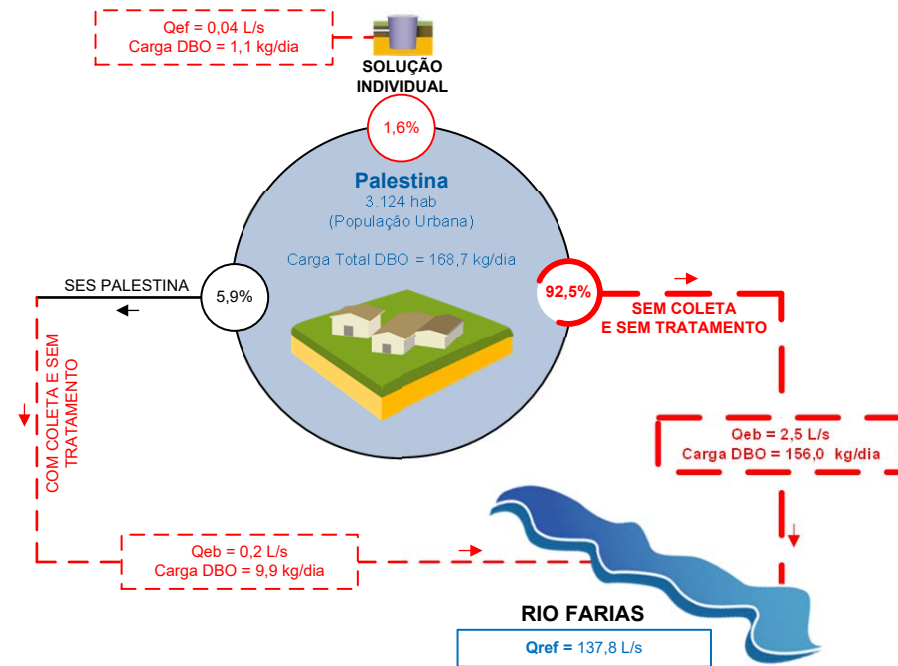 Qef = 0,04 L/s
Carga DBO = 1,1 kg/dia
SOLUÇÃO
INDIVIDUAL
1,6%
Palestina
3.124 hab
(População Urbana)
Carga Total DBO = 168,7 kg/dia
SES PALESTINA
5,9%
92,5%
SEM COLETA
E SEM TRATAMENTO
COM COLETA E SEM
TRATAMENTO
Qeb = 2,5 L/s
Carga DBO = 156,0 kg/dia
Qeb = 0,2 L/s
Carga DBO = 9,9 kg/dia
RIO FARIAS
Qref = 137,8 L/s